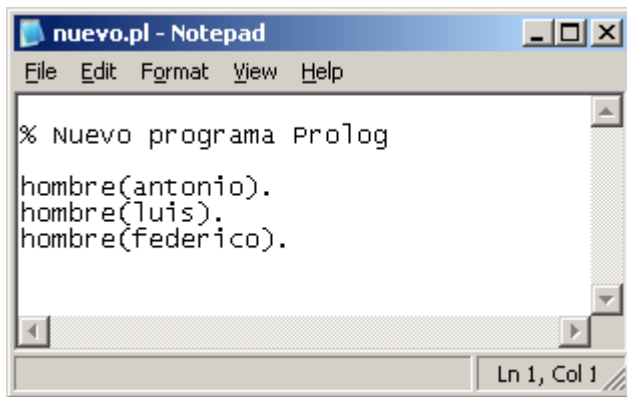 nuevo.pl - Notepad
File Edit Format View Help
% Nuevo programa Prolog
hombre(antonio).
hombre(luis).
hombre(federico).
Ln 1, Col 1